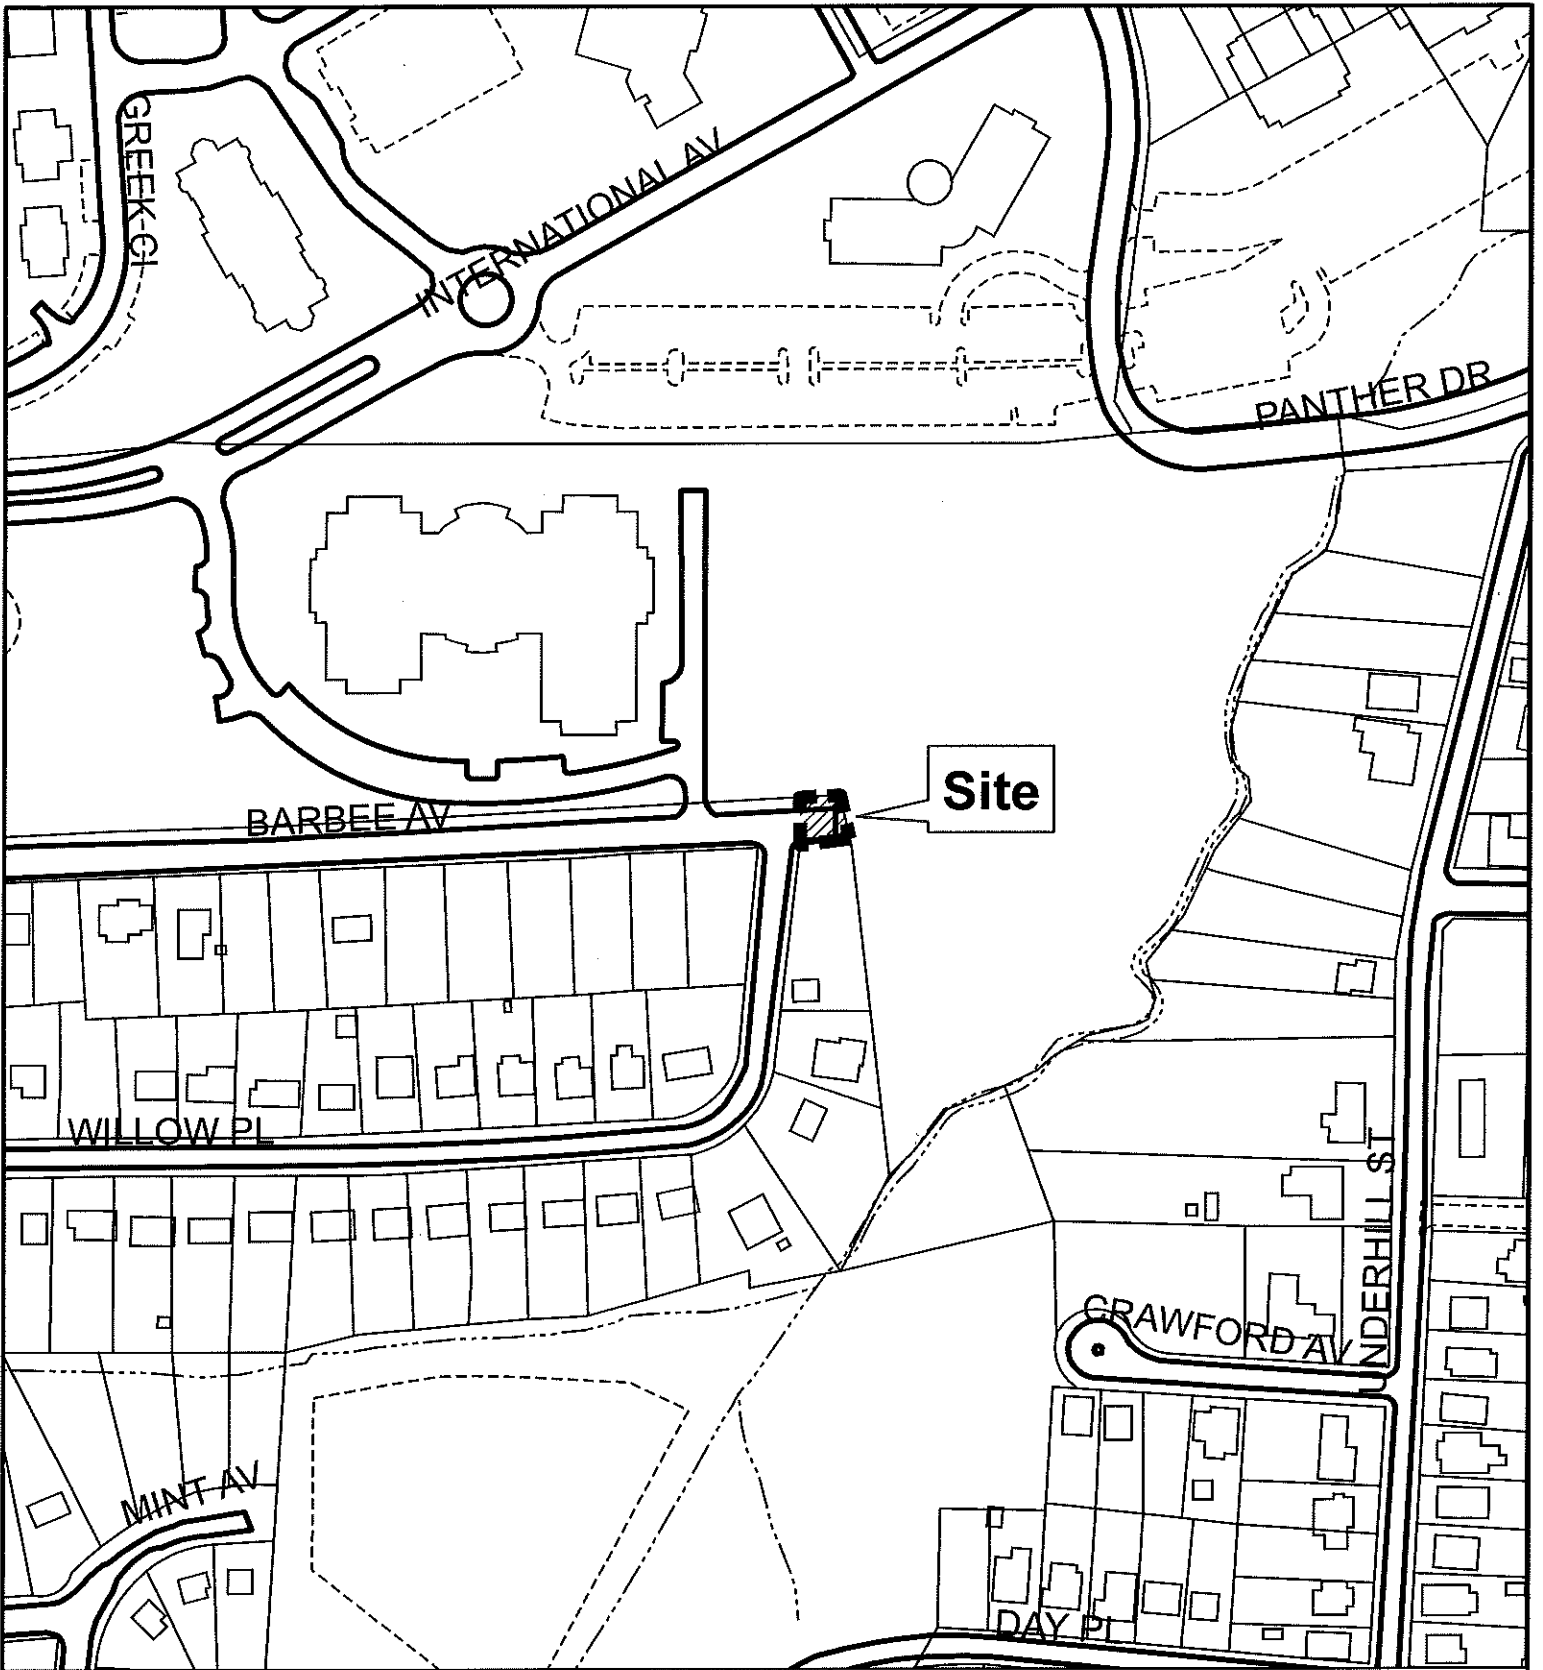 GREEK CI
INTERNATIONAL AV
PANTHER DR
Site
BARBEE AV
WILLOW PL
UNDERHILL ST
CRAWFORD AV
MINT AV
DAY PL